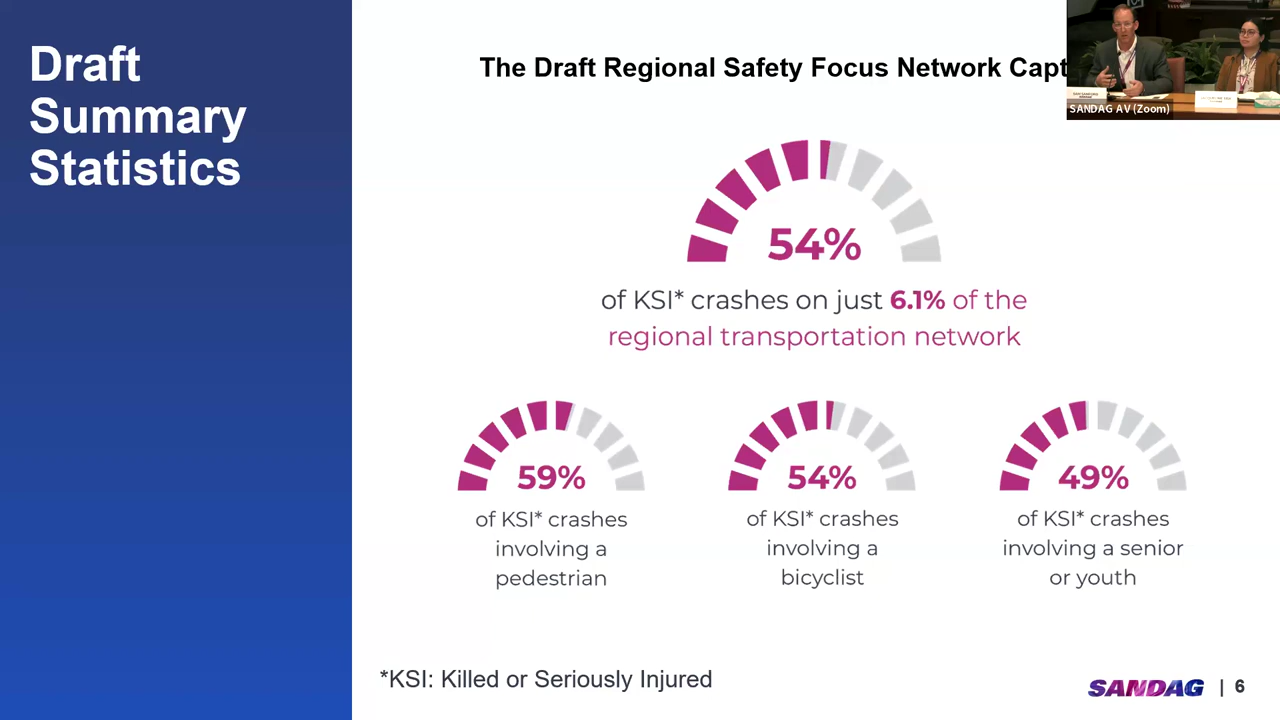 Draft
Summary
Statistics
The Draft Regional Safety Focus Network Capt
SANDAG AV (Zoom)
54%
of KSI* crashes on just 6.1% of the
regional transportation network
59%
of KSI* crashes
involving a
pedestrian
54%
of KSI* crashes
involving a
bicyclist
49%
of KSI* crashes
involving a senior
or youth
*KSI: Killed or Seriously Injured
SANDAG | 6